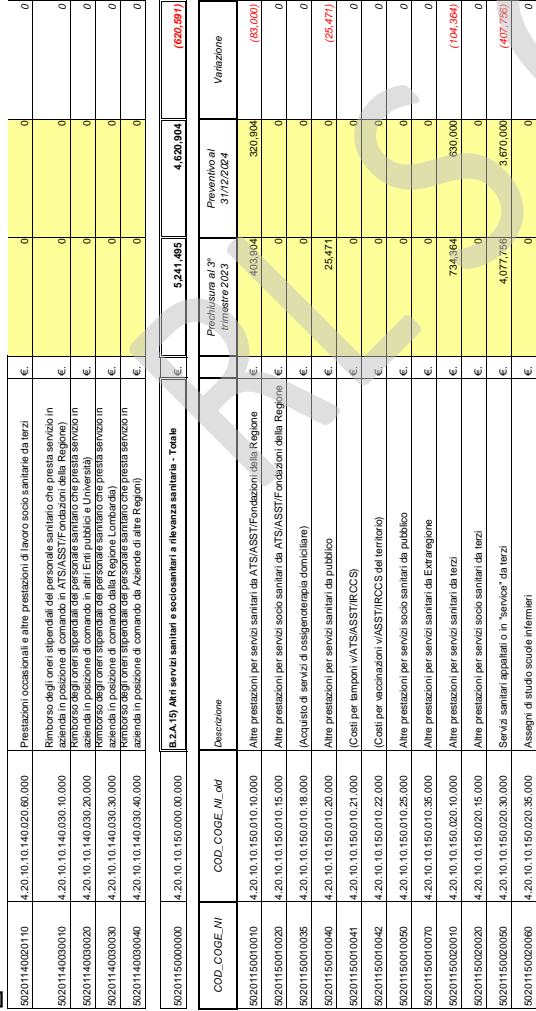 50201140020110 4.20.10.10.140.020.60.000 Prestazioni occasionali e altre prestazioni di lavoro socio sanitarie da terzi €. 0 0 0
50201140030010 4.20.10.10.140.030.10.000 Rimborso degli oneri stipendiali del personale sanitario che presta servizio in
azienda in posizione di comando in ATS/ASST/Fondazioni della Regione) €. 0 0 0
50201140030020 4.20.10.10.140.030.20.000 Rimborso degli oneri stipendiali del personale sanitario che presta servizio in
azienda in posizione di comando in altri Enti pubblici e Università) €. 0 0 0
50201140030030 4.20.10.10.140.030.30.000 Rimborso degli oneri stipendiali del personale sanitario che presta servizio in
azienda in posizione di comando dalla Regione Lombardia) €. 0 0 0
50201140030040 4.20.10.10.140.030.40.000 Rimborso degli oneri stipendiali del personale sanitario che presta servizio in
azienda in posizione di comando da Aziende di altre Regioni) €. 0 0 0
50201150000000 4.20.10.10.150.000.00.000 B.2.A.15) Altri servizi sanitari e sociosanitari a rilevanza sanitaria - Totale €. 5,241,495 4,620,904 (620,591)
COD_COGE_NI COD_COGE_NI_old Descrizione Prechiusura al 3° trimestre 2023 Preventivo al 31/12/2024 Variazione
50201150010010 4.20.10.10.150.010.10.000 Altre prestazioni per servizi sanitari da ATS/ASST/Fondazioni della Regione €. 403,904 320,904 (83,000)
50201150010020 4.20.10.10.150.010.15.000 Altre prestazioni per servizi socio sanitari da ATS/ASST/Fondazioni della Regione €. 0 0 0
50201150010035 4.20.10.10.150.010.18.000 (Acquisto di servizi di ossigenoterapia domiciliare) €. 0 0 0
50201150010040 4.20.10.10.150.010.20.000 Altre prestazioni per servizi sanitari da pubblico €. 25,471 0 (25,471)
50201150010041 4.20.10.10.150.010.21.000 (Costi per tamponi v/ATS/ASST/IRCCS) €. 0 0 0
50201150010042 4.20.10.10.150.010.22.000 (Costi per vaccinazioni v/ASST/IRCCS del territorio) €. 0 0 0
50201150010050 4.20.10.10.150.010.25.000 Altre prestazioni per servizi socio sanitari da pubblico €. 0 0 0
50201150010070 4.20.10.10.150.010.35.000 Altre prestazioni per servizi sanitari da Extraregione €. 0 0 0
50201150020010 4.20.10.10.150.020.10.000 Altre prestazioni per servizi sanitari da terzi €. 734,364 630,000 (104,364)
50201150020020 4.20.10.10.150.020.15.000 Altre prestazioni per servizi socio sanitari da terzi €. 0 0 0
50201150020050 4.20.10.10.150.020.30.000 Servizi sanitari appaltati o in "service" da terzi €. 4,077,756 3,670,000 (407,756)
50201150020060 4.20.10.10.150.020.35.000 Assegni di studio scuole infermieri €. 0 0 0